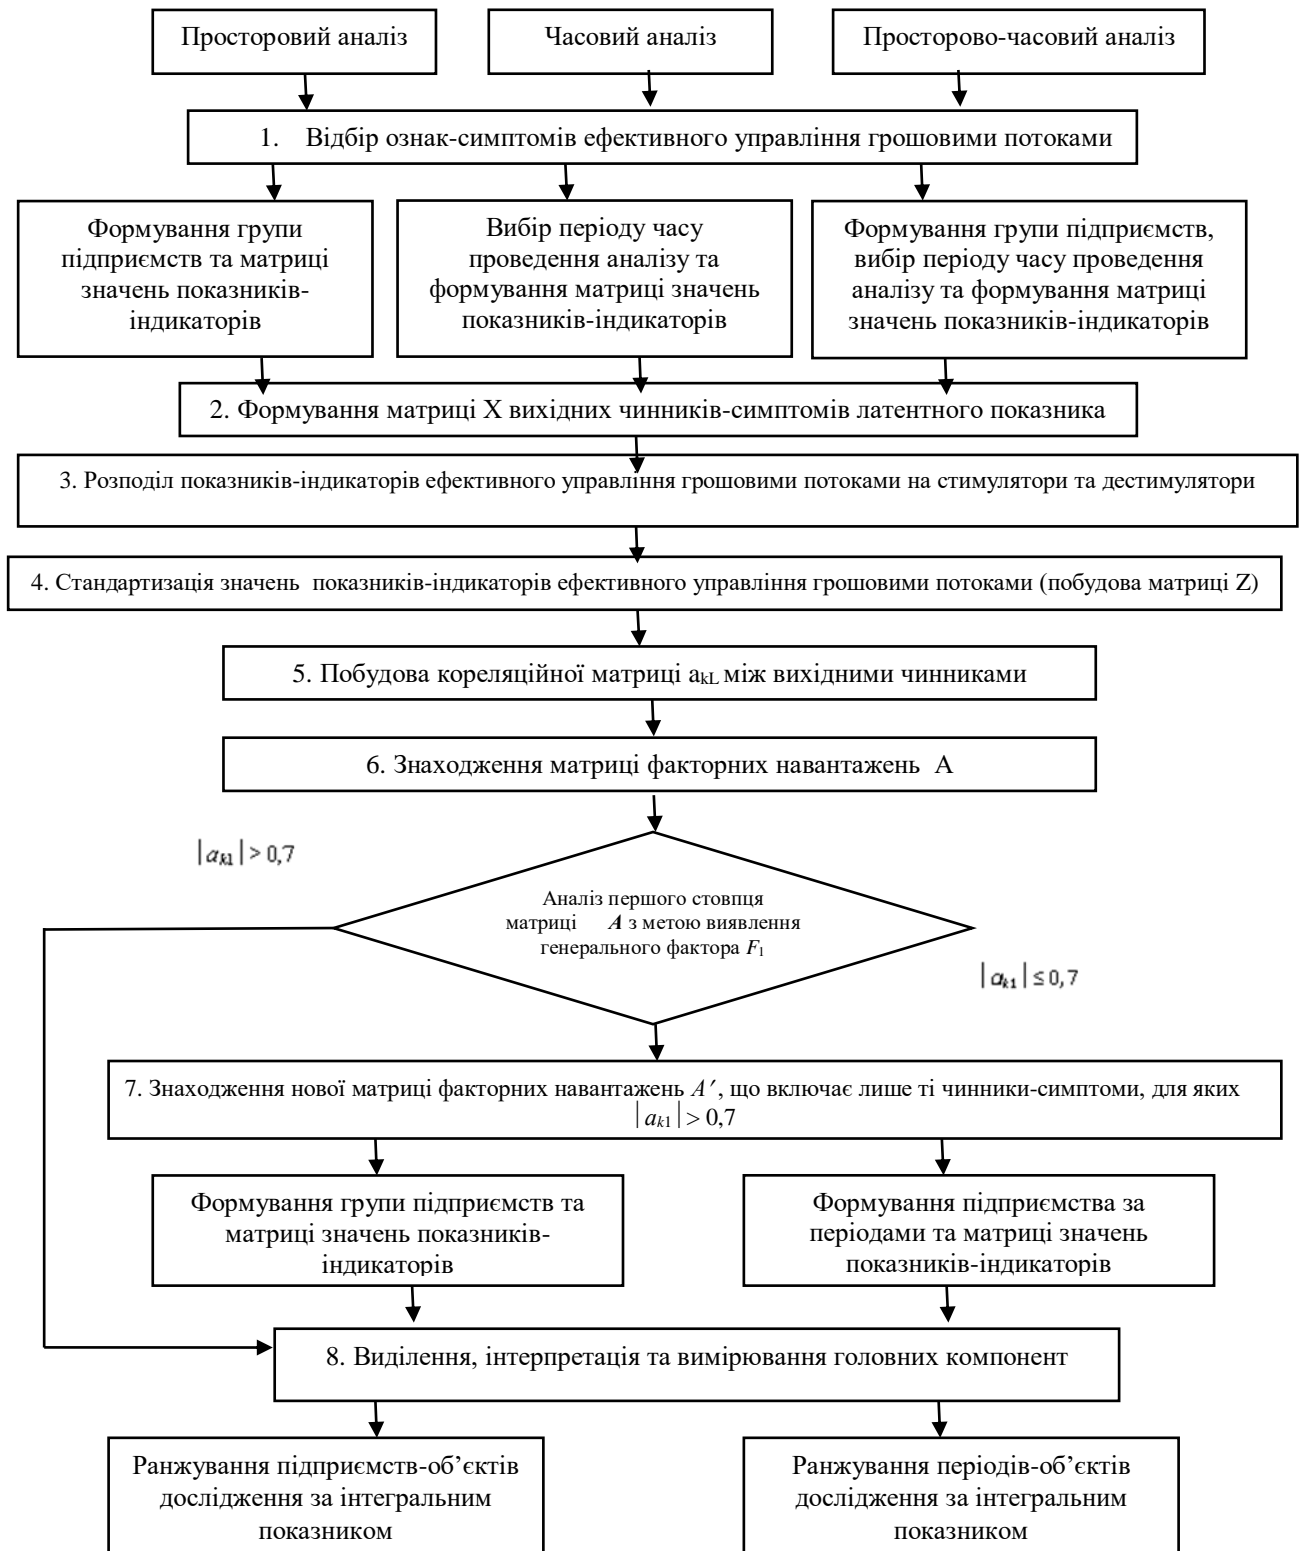 Просторовий аналіз
Часовий аналіз
Просторово-часовий аналіз
1. Відбір ознак-симптомів ефективного управління грошовими потоками
Формування групи
підприємств та матриці
значень показників-
індикаторів
Вибір періоду часу
проведення аналізу та
формування матриці значень
показників-індикаторів
Формування групи підприємств,
вибір періоду часу проведення
аналізу та формування матриці
значень показників-індикаторів
2. Формування матриці X вихідних чинників-симптомів латентного показника
3. Розподіл показників-індикаторів ефективного управління грошовими потоками на стимулятори та дестимулятори
4. Стандартизація значень показників-індикаторів ефективного управління грошовими потоками (побудова матриці Z)
5. Побудова кореляційної матриці akL між вихідними чинниками
6. Знаходження матриці факторних навантажень А
|ak1| > 0,7
Аналіз першого стовпця
матриці A з метою виявлення
генерального фактора F1
|ak1| ≤ 0,7
7. Знаходження нової матриці факторних навантажень A′, що включає лише ті чинники-симптоми, для яких
|ak1| > 0,7
Формування групи підприємств та
матриці значень показників-
індикаторів
Формування підприємства за
періодами та матриці значень
показників-індикаторів
8. Виділення, інтерпретація та вимірювання головних компонент
Ранжування підприємств-об’єктів
дослідження за інтегральним
показником
Ранжування періодів-об’єктів
дослідження за інтегральним
показником